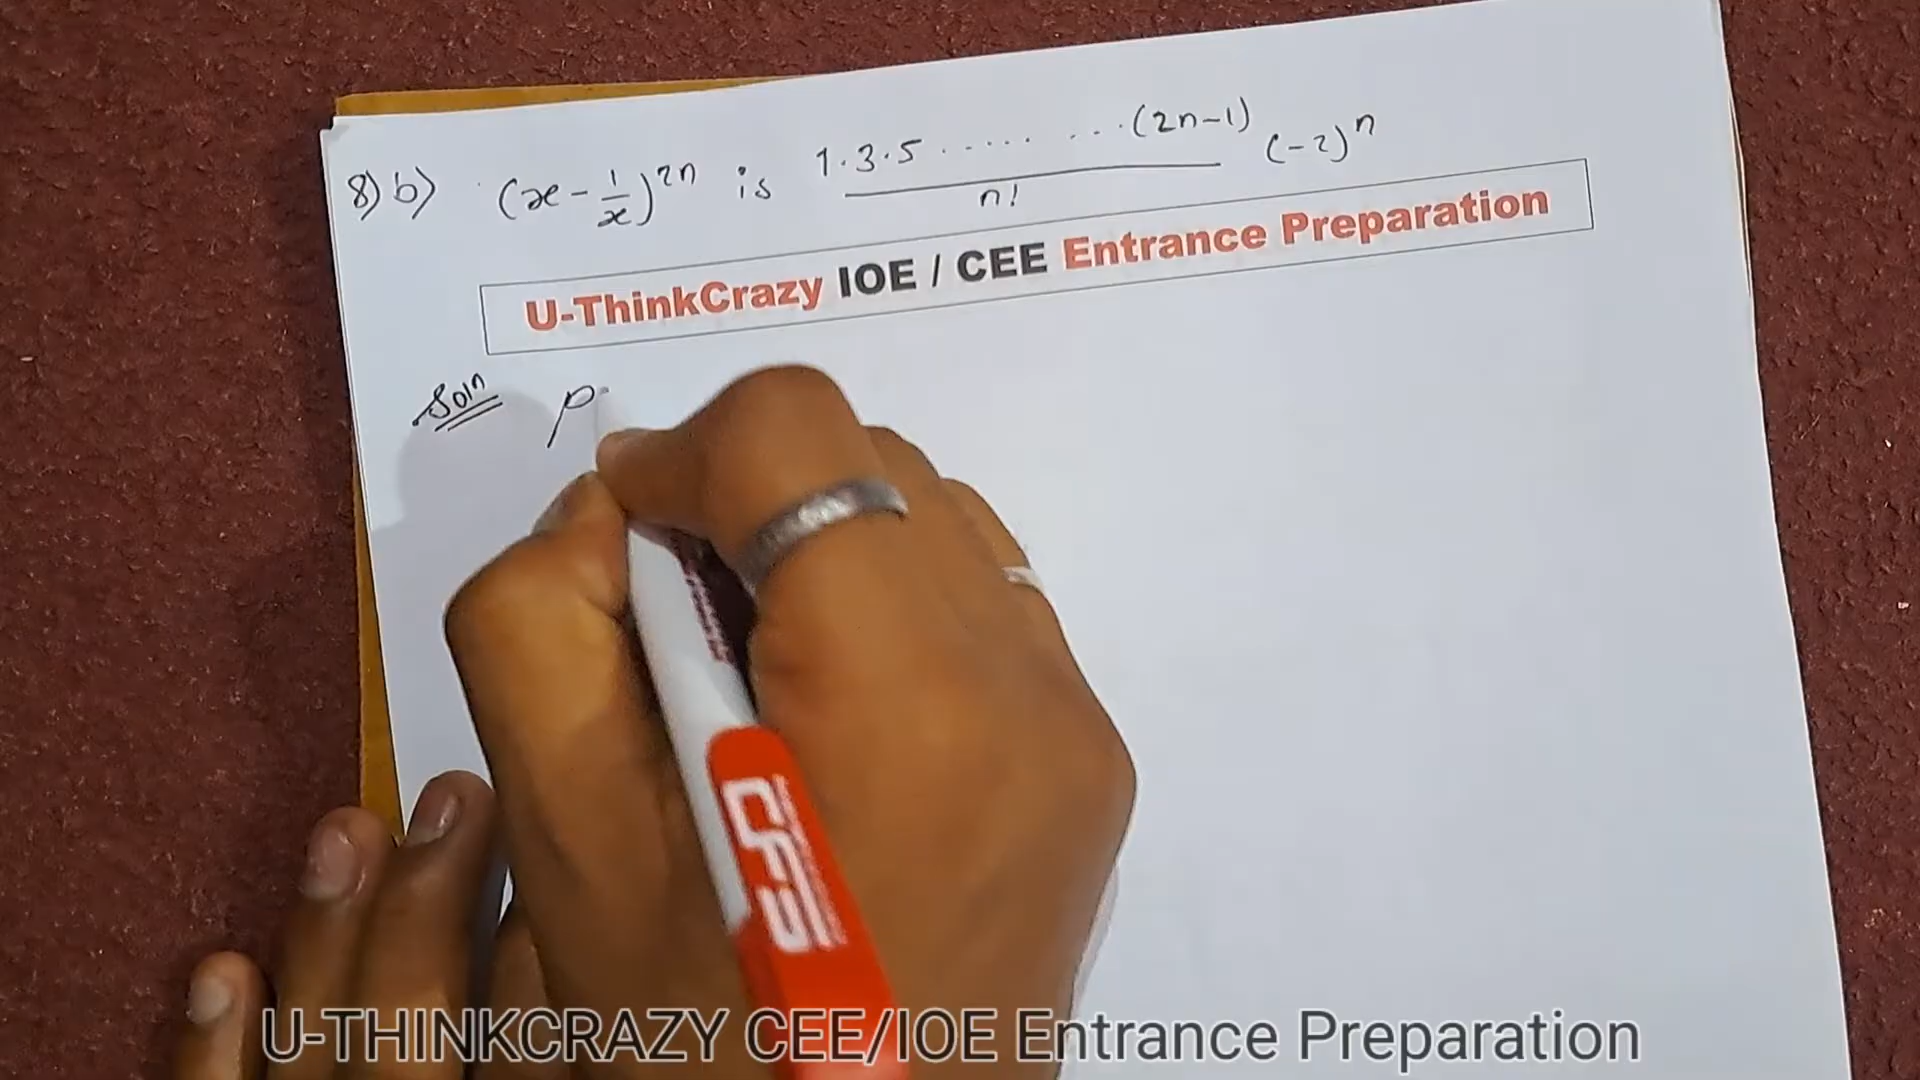 8) b) (x - 1/x)^2n is 1·3·5 ........ (2n-1) / n! (-2)^n
U-ThinkCrazy IOE / CEE Entrance Preparation
Soln P
CFS
U-THINKCRAZY CEE/IOE Entrance Preparation